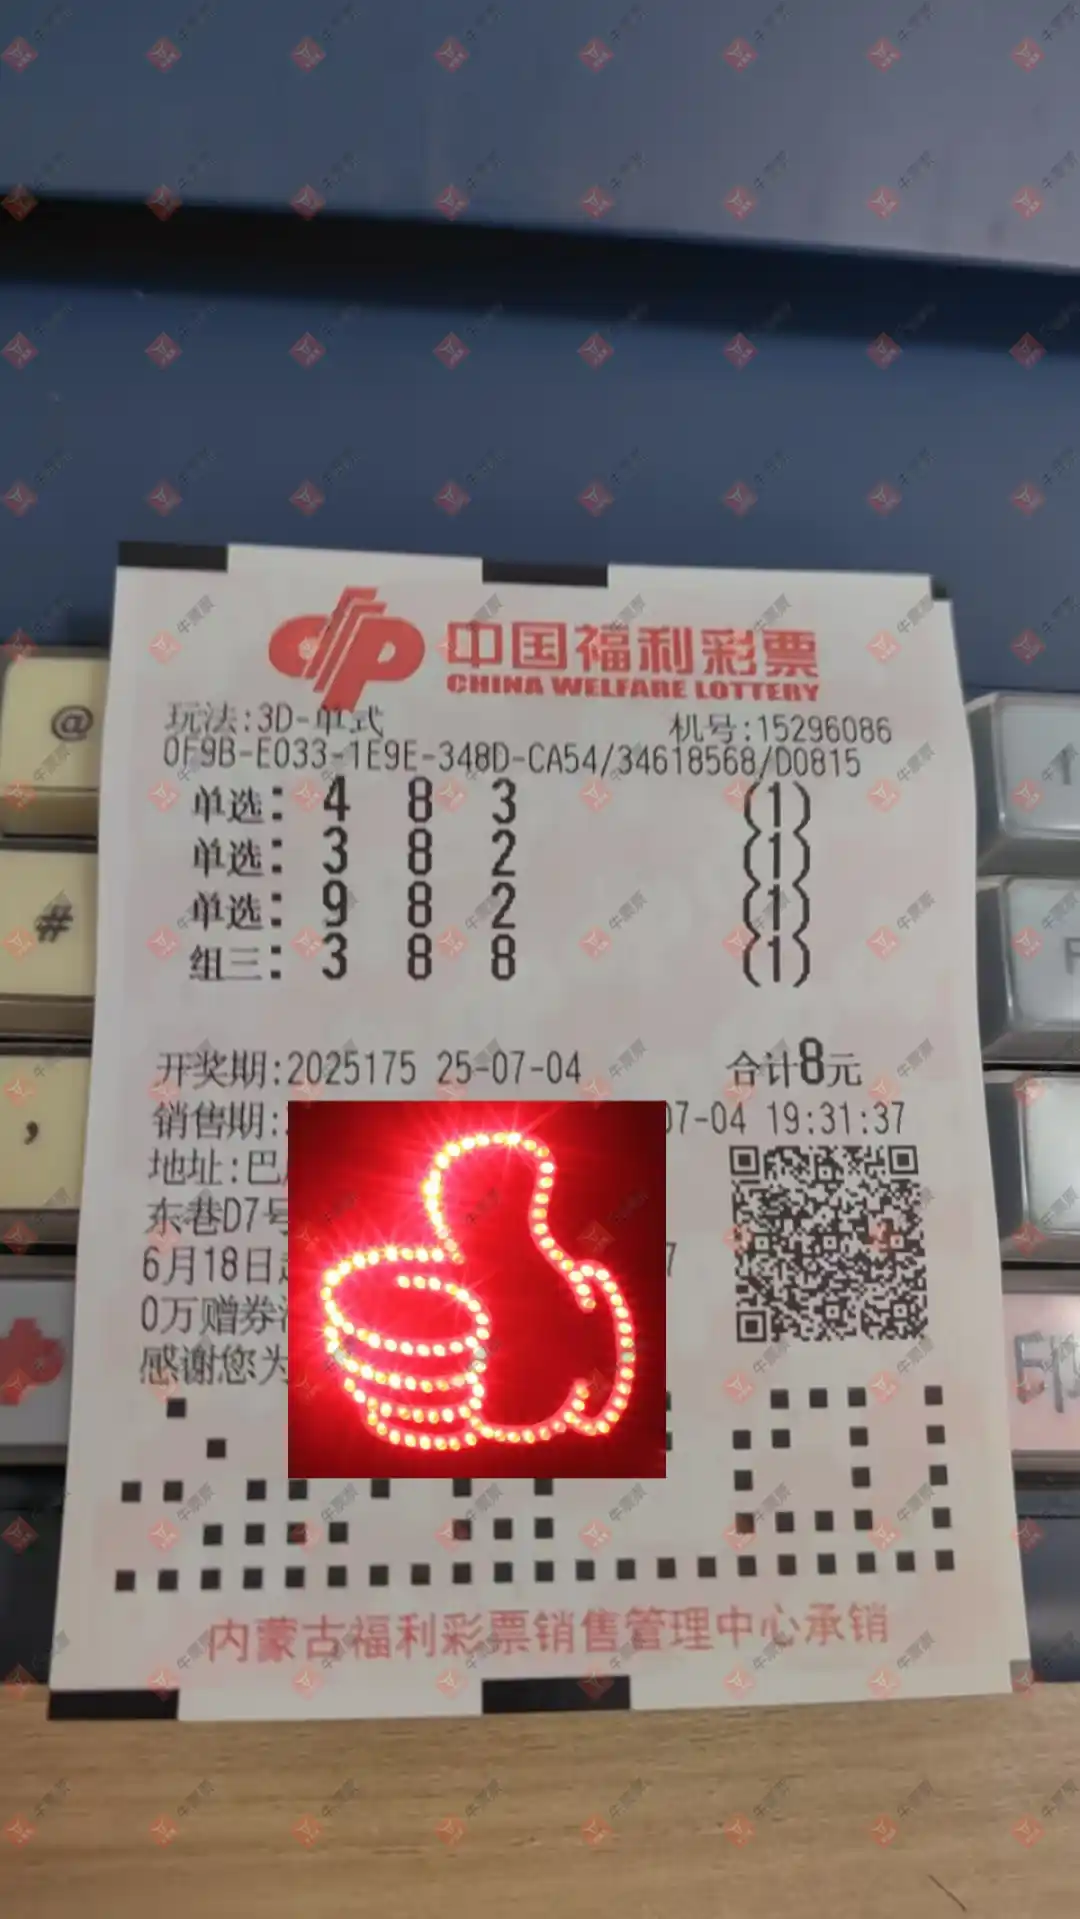 中国福利彩票
CHINA WELFARE LOTTERY
玩法:3D-单式 机号:15296086
0F9B-E033-1E9E-348D-CA54/34618568/D0815
单选: 4 8 3 (1)
单选: 3 8 2 (1)
单选: 9 8 2 (1)
组三: 3 8 8 (1)
开奖期:2025175 25-07-04 合计8元
销售期: 07-04 19:31:37
地址:巴
东巷D7号
6月18日 7
0万赠券
感谢您为
内蒙古福利彩票销售管理中心承销
@
#
,
牛票票